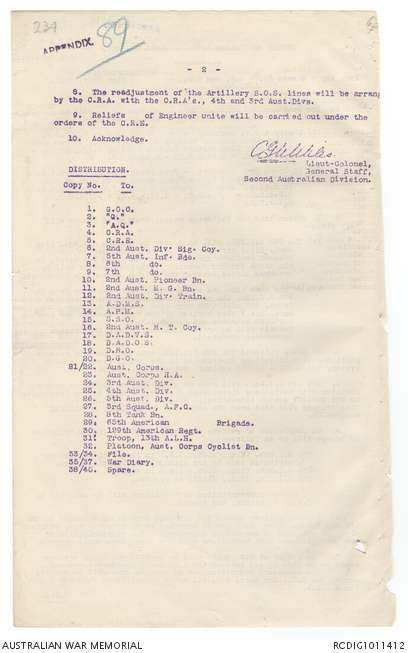 234
APPENDIX.
89
- 2 -
8. The readjustment of the Artillery S.O.S. lines will be arrang
by the C.R.A. with the C.R.A's., 4th and 3rd Aust.Divs.
9. Reliefs of Engineer units will be carried out under the
orders of the C.R.E.
10. Acknowledge.
Lieut-Colonel,
General Staff,
Second Australian Division.
DISTRIBUTION.
Copy No. To.
1. G.O.C.
2. "G."
3. "A.Q."
4. C.R.A.
5. C.R.E.
6. 2nd Aust. Div. Sig. Coy.
7. 5th Aust. Inf. Bde.
8. 6th do.
9. 7th do.
10. 2nd Aust. Pioneer Bn.
11. 2nd Aust. M. G. Bn.
12. 2nd Aust. Div. Train.
13. A.D.M.S.
14. A.P.M.
15. S.S.O.
16. 2nd Aust. M. T. Coy.
17. D.A.D.V.S.
18. D.A.D.O.S.
19. D.R.O.
20. D.G.O.
21/22. Aust. Corps.
23. Aust. Corps H.A.
24. 3rd Aust. Div.
25. 4th Aust. Div.
26. 5th Aust. Div.
27. 3rd Squad., A.F.C.
28. 8th Tank Bn.
29. 65th American Brigade.
30. 129th American Regt.
31. Troop, 13th A.L.H.
32. Platoon, Aust. Corps Cyclist Bn.
33/34. File.
35/37. War Diary.
38/40. Spare.
AUSTRALIAN WAR MEMORIAL
RCDIG1011412